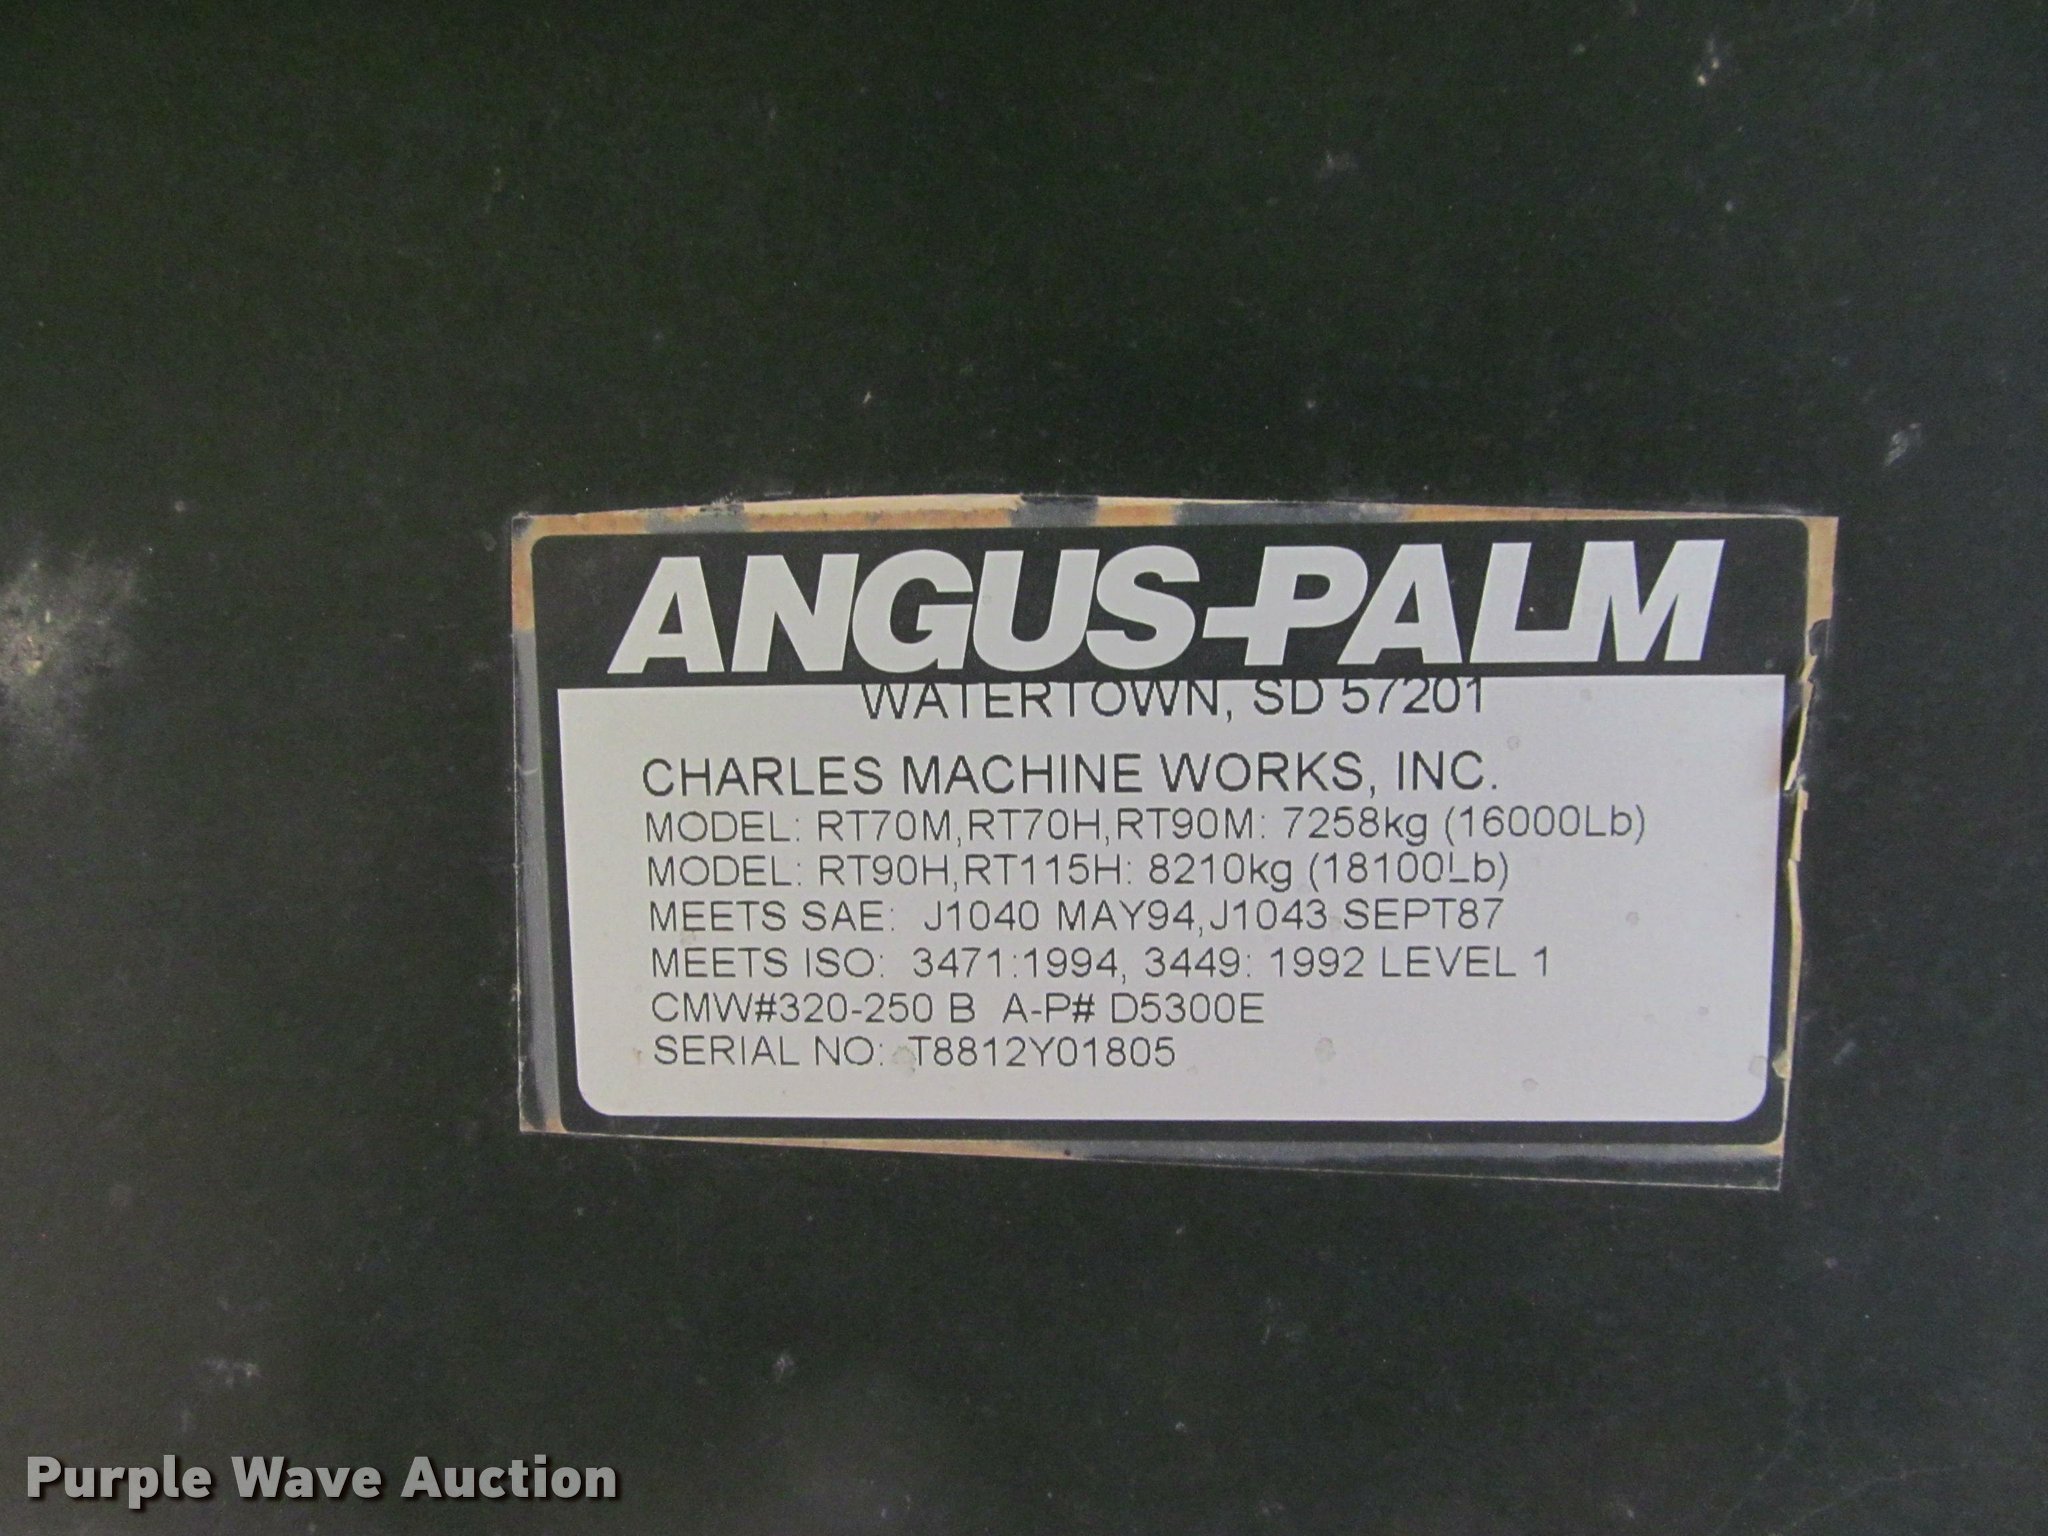 ANGUS-PALM
WATERTOWN, SD 57201
CHARLES MACHINE WORKS, INC.
MODEL: RT70M,RT70H,RT90M: 7258kg (16000Lb)
MODEL: RT90H,RT115H: 8210kg (18100Lb)
MEETS SAE: J1040 MAY94,J1043 SEPT87
MEETS ISO: 3471:1994, 3449: 1992 LEVEL 1
CMW#320-250 B A-P# D5300E
SERIAL NO: T8812Y01805
Purple Wave Auction